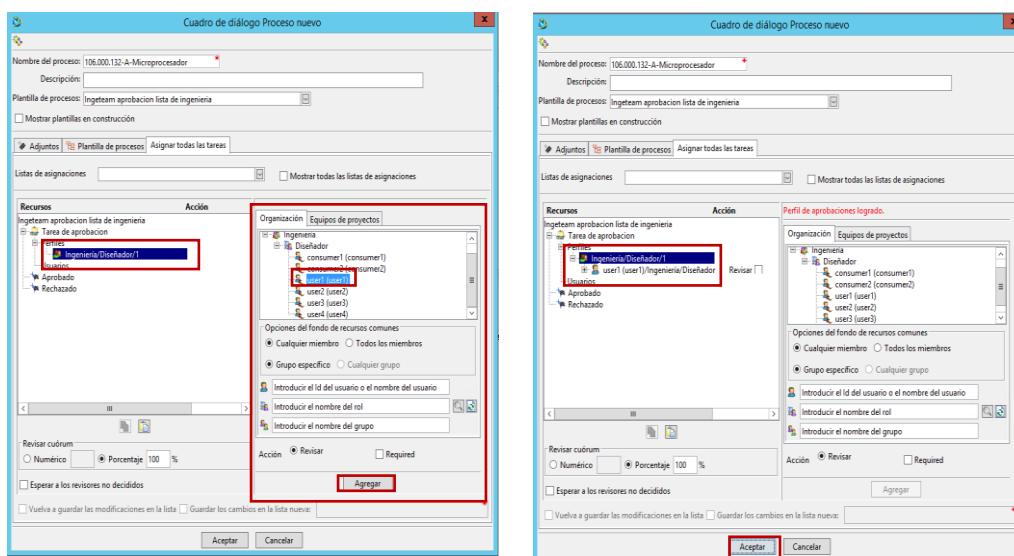 Cuadro de diálogo Proceso nuevo
x
Nombre del proceso: 106.000.132-A-Microprocesador *
Descripción:
Plantilla de procesos: Ingeteam aprobacion lista de ingenieria
Mostrar plantillas en construcción
Adjuntos Plantilla de procesos Asignar todas las tareas
Listas de asignaciones Mostrar todas las listas de asignaciones
Recursos Acción
Ingeteam aprobacion lista de ingenieria
Tarea de aprobacion
Perfiles
Ingeniería/Diseñador/1
Usuarios
Aprobado
Rechazado
Revisar cuórum
Numérico Porcentaje 100 %
Esperar a los revisores no decididos
Organización Equipos de proyectos
Ingenieria
Diseñador
consumer1 (consumer1)
consumer2 (consumer2)
user1 (user1)
user2 (user2)
user3 (user3)
user4 (user4)
Opciones del fondo de recursos comunes
Cualquier miembro Todos los miembros
Grupo específico Cualquier grupo
Introducir el Id del usuario o el nombre del usuario
Introducir el nombre del rol
Introducir el nombre del grupo
Acción Revisar Required
Agregar
Vuelva a guardar las modificaciones en la lista Guardar los cambios en la lista nueva: *
Aceptar Cancelar
Cuadro de diálogo Proceso nuevo
Nombre del proceso: 106.000.132-A-Microprocesador *
Descripción:
Plantilla de procesos: Ingeteam aprobacion lista de ingenieria
Mostrar plantillas en construcción
Adjuntos Plantilla de procesos Asignar todas las tareas
Listas de asignaciones Mostrar todas las listas de asignaciones
Recursos Acción
Ingeteam aprobacion lista de ingenieria
Tarea de aprobacion
Perfiles
Ingenieria/Diseñador/1
user1 (user1)/Ingenieria/Diseñador Revisar
Usuarios
Aprobado
Rechazado
Revisar cuórum
Numérico Porcentaje 100 %
Esperar a los revisores no decididos
Perfil de aprobaciones logrado.
Organización Equipos de proyectos
Ingenieria
Diseñador
consumer1 (consumer1)
consumer2 (consumer2)
user1 (user1)
user2 (user2)
user3 (user3)
Opciones del fondo de recursos comunes
Cualquier miembro Todos los miembros
Grupo específico Cualquier grupo
Introducir el Id del usuario o el nombre del usuario
Introducir el nombre del rol
Introducir el nombre del grupo
Acción Revisar Required
Agregar
Vuelva a guardar las modificaciones en la lista Guardar los cambios en la lista nueva: *
Aceptar Cancelar